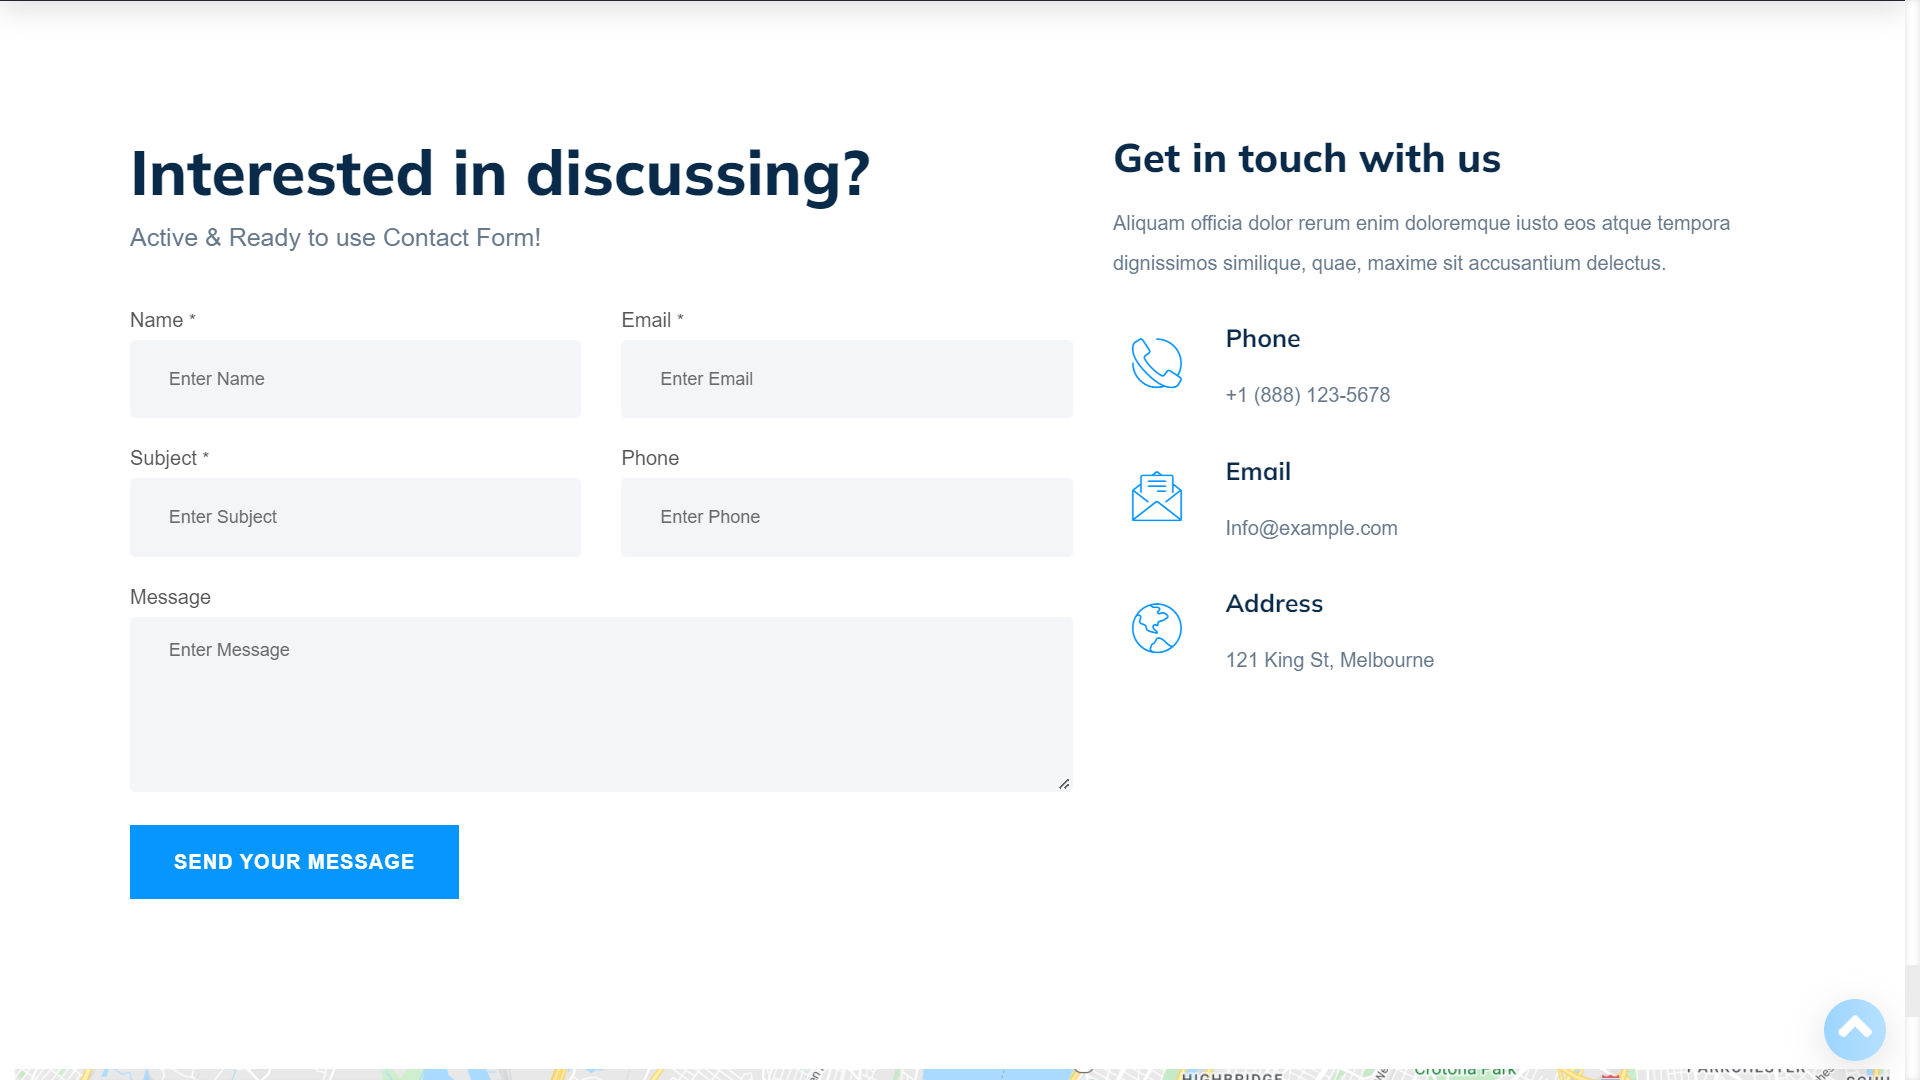 Interested in discussing?
Active & Ready to use Contact Form!
Name *
Email *
Enter Name
Enter Email
Subject *
Phone
Enter Subject
Enter Phone
Message
Enter Message
SEND YOUR MESSAGE
Get in touch with us
Aliquam officia dolor rerum enim doloremque iusto eos atque tempora
dignissimos similique, quae, maxime sit accusantium delectus.
Phone
+1 (888) 123-5678
Email
Info@example.com
Address
121 King St, Melbourne
HIGHBRIDGE
Crotona Park
PARKCHESTER